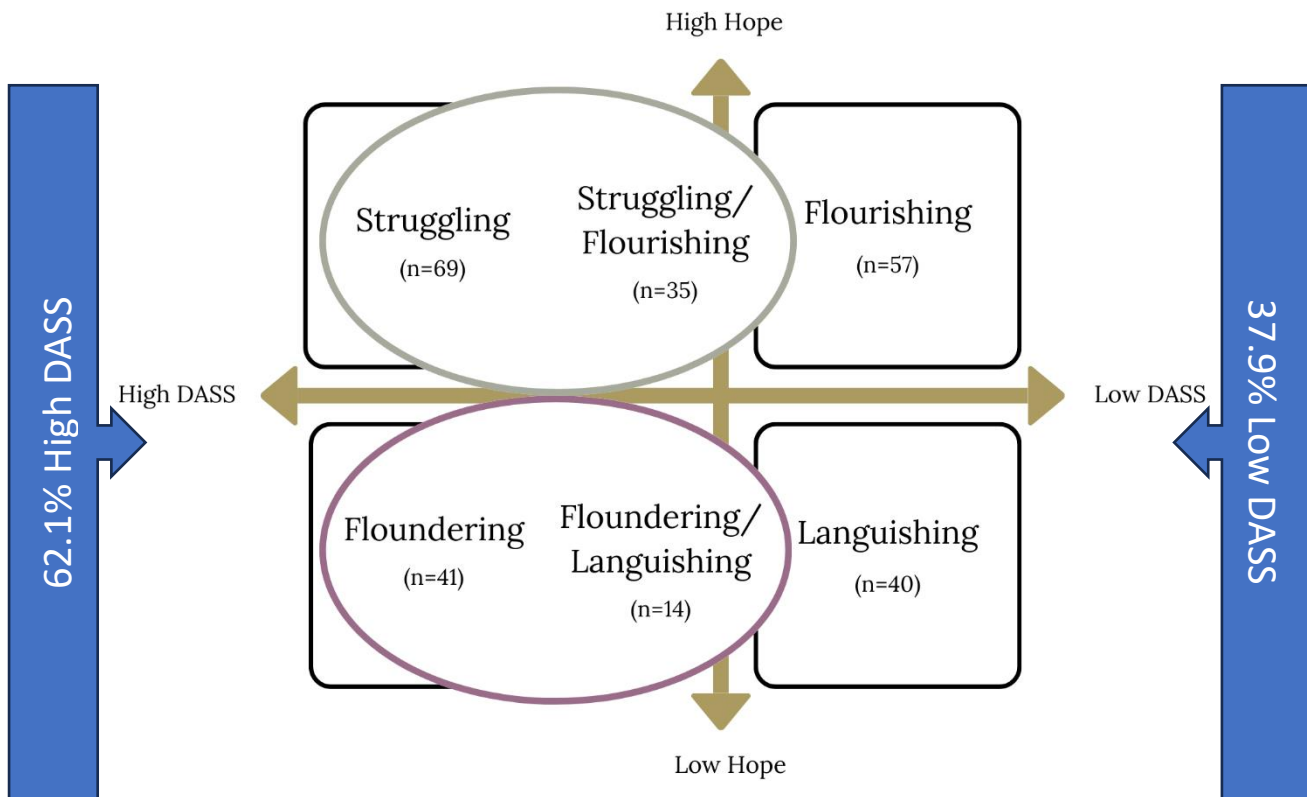 High Hope
62.1% High DASS
Struggling
(n=69)
Struggling/
Flourishing
(n=35)
Flourishing
(n=57)
High DASS
Low DASS
37.9% Low DASS
Floundering
(n=41)
Floundering/
Languishing
(n=14)
Languishing
(n=40)
Low Hope